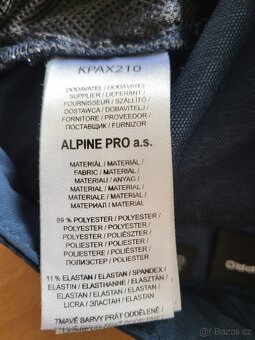 KPAX210
DODAVATEL / DODÁVATEĽ /
SUPPLIER / LIEFERANT /
FOURNISSEUR / SZÁLLÍTÓ /
DOSTAWCA / DOBAVITELJ /
FORNITORE / PROVEEDOR /
ПОСТАВЩИК / FURNIZOR
ALPINE PRO a.s.
MATERIÁL / MATERIÁL /
FABRIC / MATERIAL /
MATERIAU / ANYAG /
MATERIAŁ / MATERIAL /
MATERIALE / MATERIAL /
МАТЕРИАЛ / MATERIAL
89 % POLYESTER / POLYESTER /
POLYESTER / POLYESTER /
POLYESTER / POLIÉSZTER /
POLIESTER / POLIESTER /
POLIESTERE / POLIÉSTER /
ПОЛИЭСТЕР / POLIESTER
11 % ELASTAN / SPANDEX /
ELASTIN / ELASTHANNE / ELASZTÁN /
ELASTAN / ELASTAN /
ELASTAN / ELASTANO /
LICRA / ЭЛАСТАН / ELASTAN
TMAVÉ BARVY PRÁT ODDĚLENĚ /
Bazos.cz